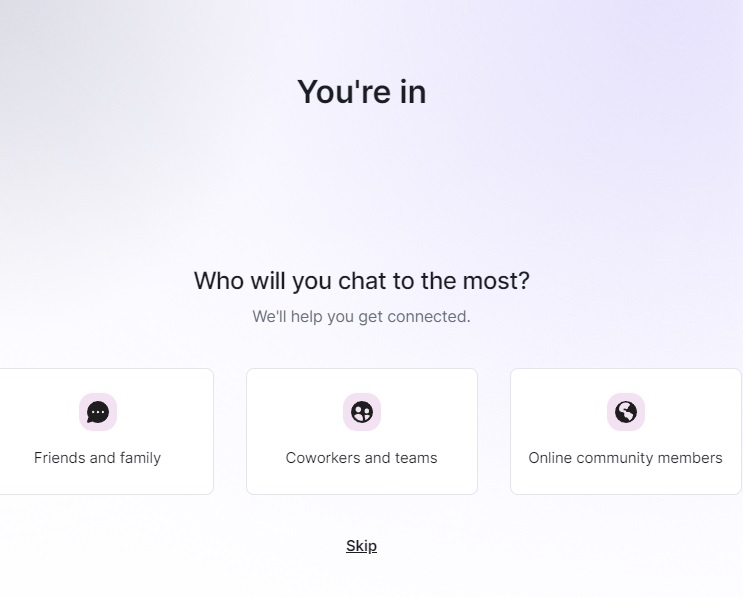 You're in
Who will you chat to the most?
We'll help you get connected.
Friends and family
Coworkers and teams
Online community members
Skip